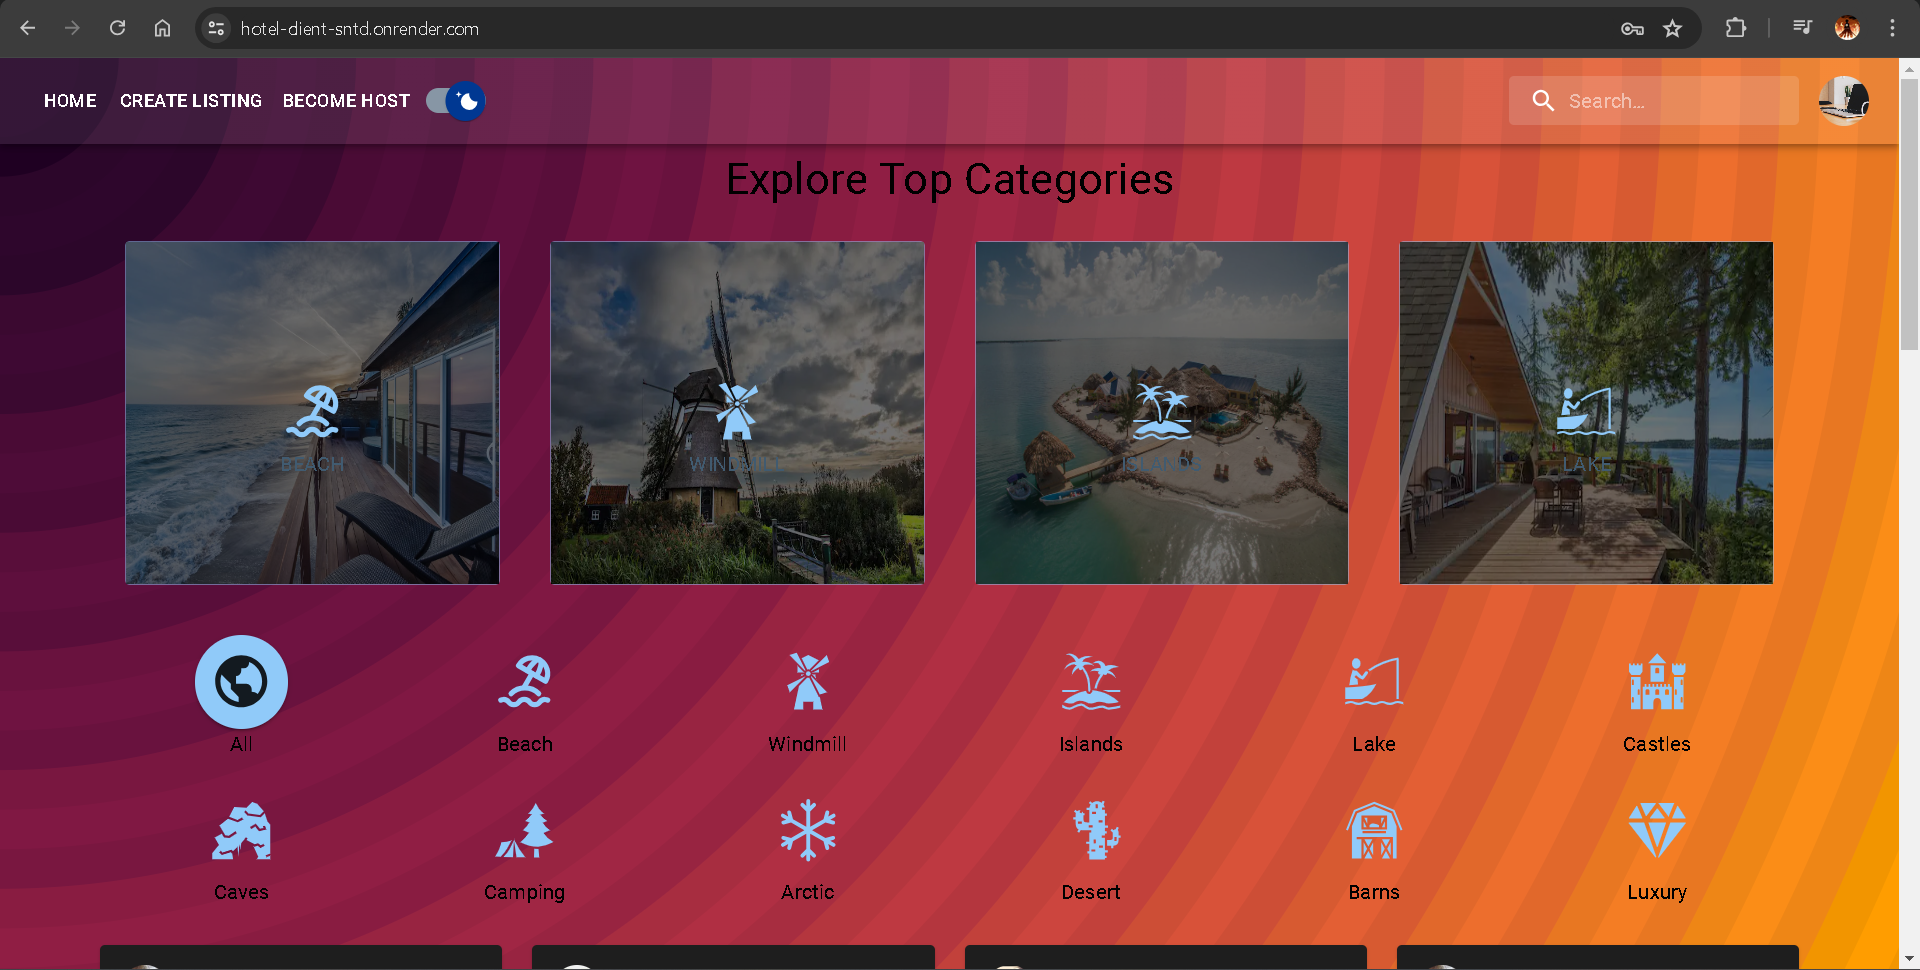 hotel-client-sntd.onrender.com
HOME CREATE LISTING BECOME HOST Search...
Explore Top Categories
BEACH WINDMILL ISLANDS LAKE
All Beach Windmill Islands Lake Castles
Caves Camping Arctic Desert Barns Luxury